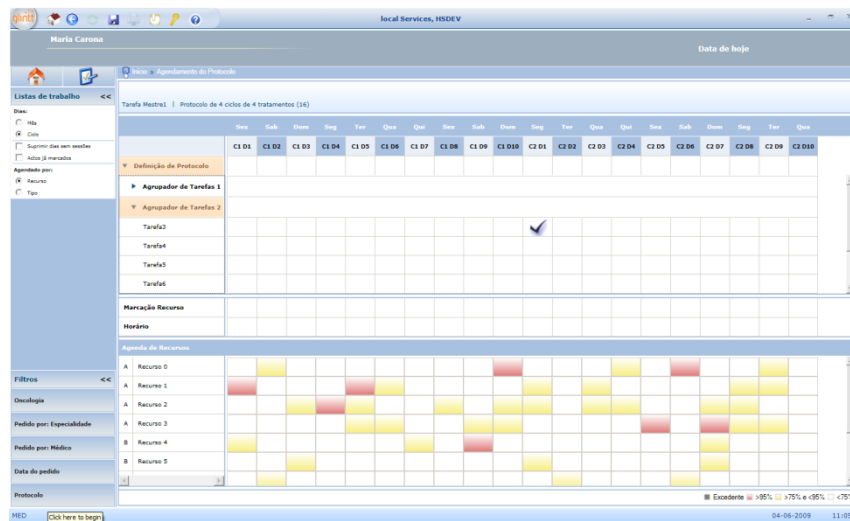 glintt
local Services, HSDEV
Maria Carona
Data de hoje
Início » Agendamento do Protocolo
Listas de trabalho <<
Tarefa Mestre1 | Protocolo de 4 ciclos de 4 tratamentos (16)
Dias:
Mês
Ciclo
Suprimir dias sem sessões
Actos já marcados
Agendado por:
Recurso
Tipo
Sex Sab Dom Seg Ter Qua Qui Sex Sab Dom Seg Ter Qua Qui Sex Sab Dom Seg Ter Qua
C1 D1 C1 D2 C1 D3 C1 D4 C1 D5 C1 D6 C1 D7 C1 D8 C1 D9 C1 D10 C2 D1 C2 D2 C2 D3 C2 D4 C2 D5 C2 D6 C2 D7 C2 D8 C2 D9 C2 D10
Definição de Protocolo
Agrupador de Tarefas 1
Agrupador de Tarefas 2
Tarefa3
Tarefa4
Tarefa5
Tarefa6
Marcação Recurso
Horário
Agenda de Recursos
A Recurso 0
A Recurso 1
A Recurso 2
A Recurso 3
B Recurso 4
B Recurso 5
Filtros <<
Oncologia
Pedido por: Especialidade
Pedido por: Médico
Data do pedido
Protocolo
Excedente >95% >75% e <95% <75%
MED
Click here to begin
04-06-2009 11:05